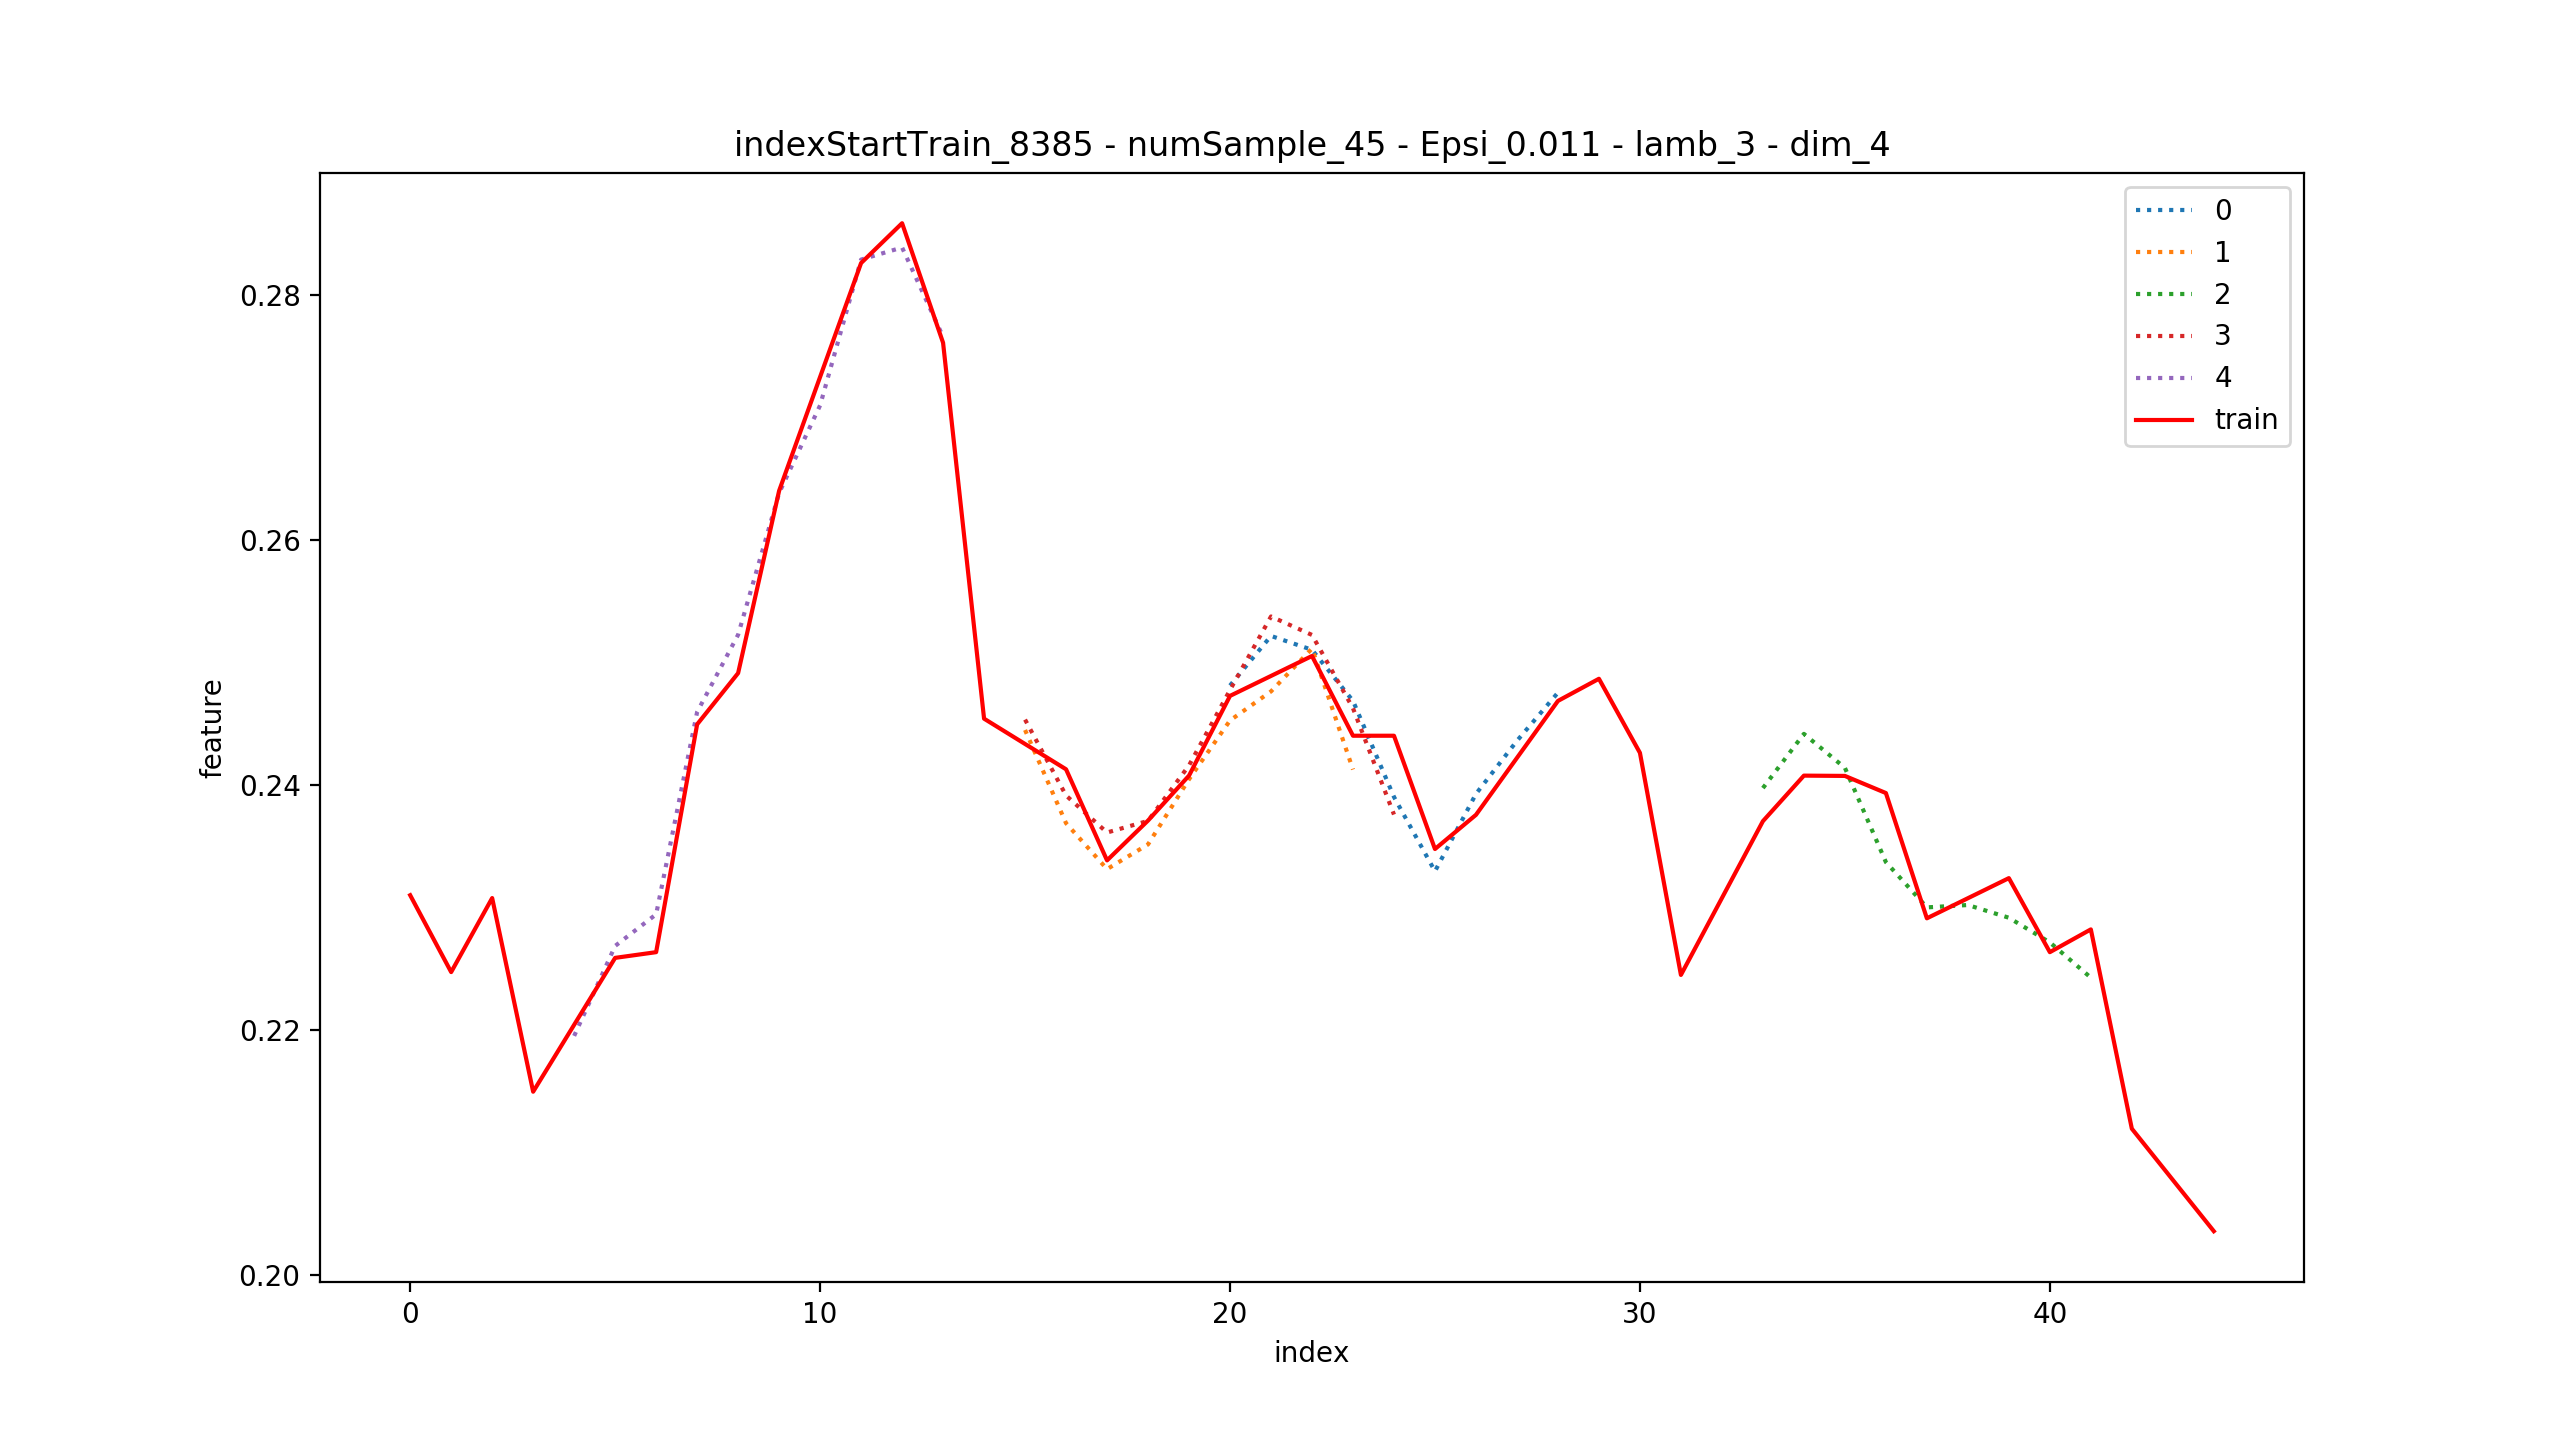 indexStartTrain_8385 - numSample_45 - Epsi_0.011 - lamb_3 - dim_4
0
1
2
3
4
train
0.28
0.26
0.24
0.22
0.20
feature
0 10 20 30 40
index